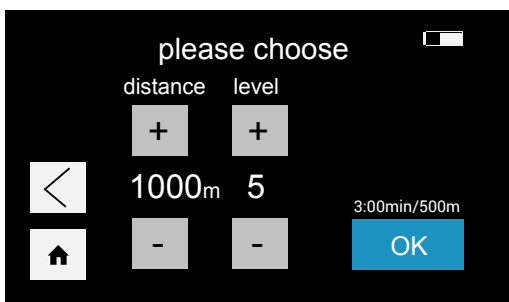 please choose
distance level
+ +
1000m 5
3:00min/500m
- -
OK